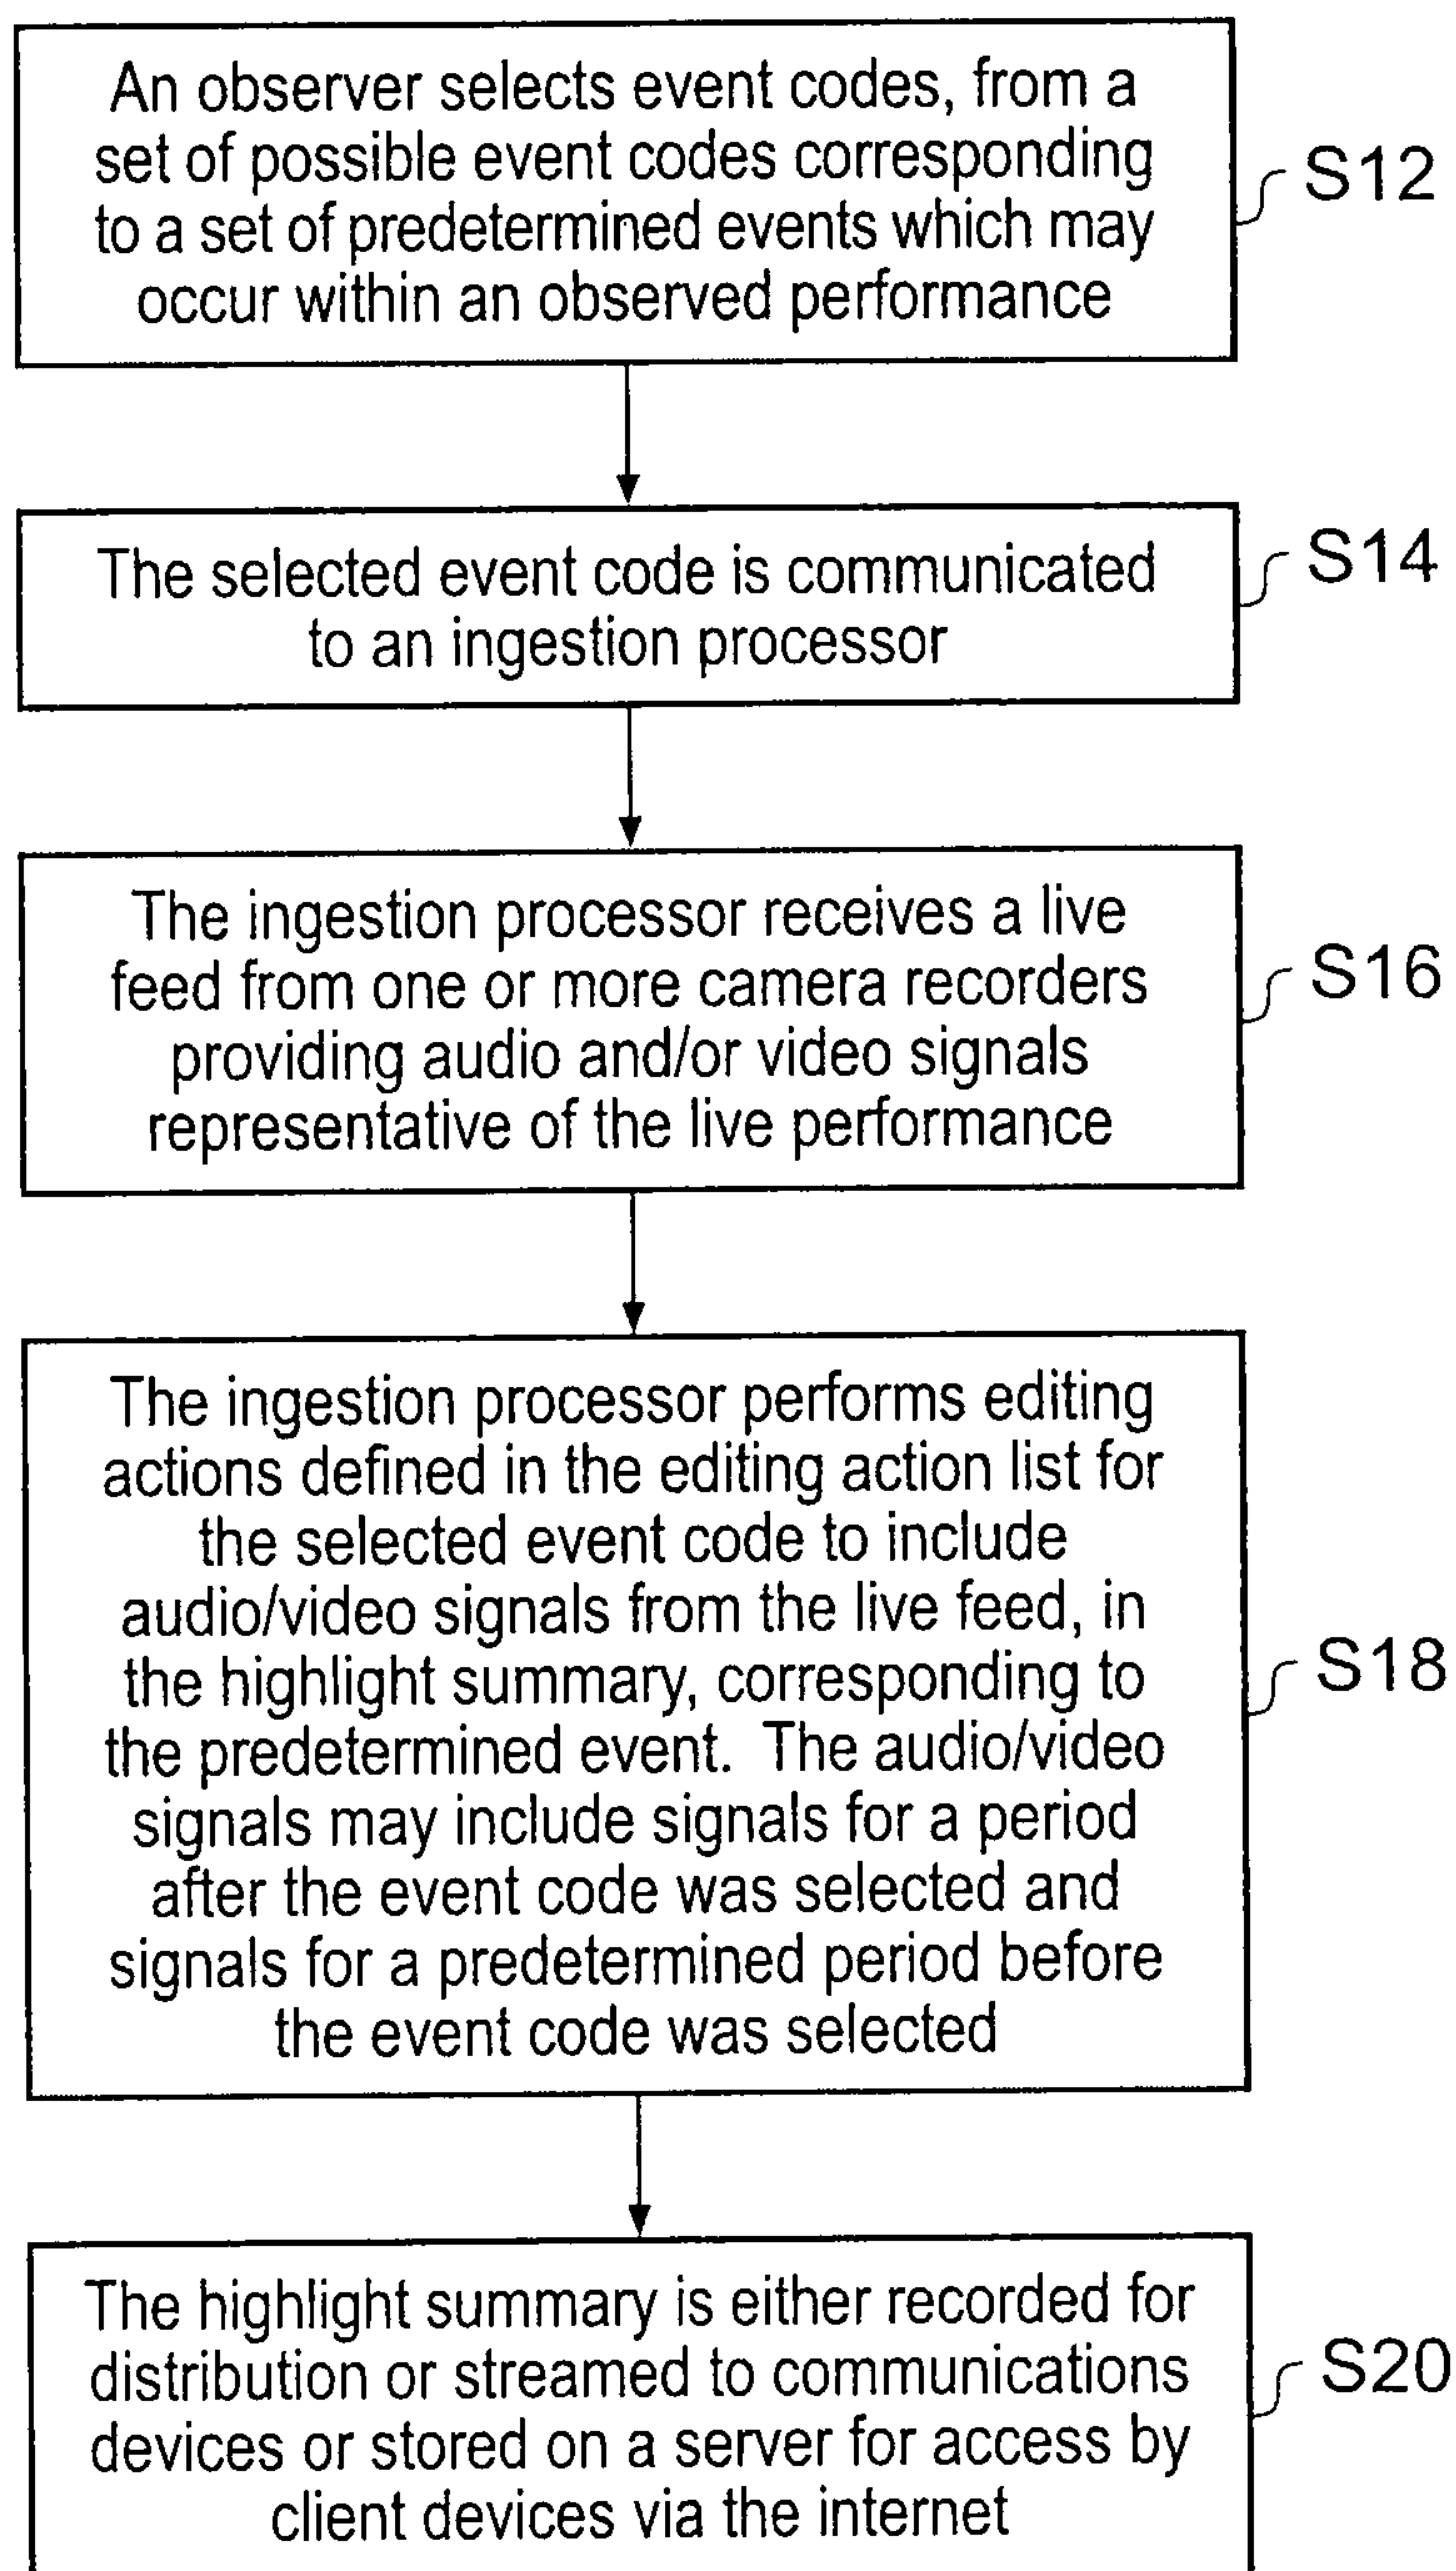 An observer selects event codes, from a
set of possible event codes corresponding
to a set of predetermined events which may
occur within an observed performance
S12
The selected event code is communicated
to an ingestion processor
S14
The ingestion processor receives a live
feed from one or more camera recorders
providing audio and/or video signals
representative of the live performance
S16
The ingestion processor performs editing
actions defined in the editing action list for
the selected event code to include
audio/video signals from the live feed, in
the highlight summary, corresponding to
the predetermined event. The audio/video
signals may include signals for a period
after the event code was selected and
signals for a predetermined period before
the event code was selected
S18
The highlight summary is either recorded for
distribution or streamed to communications
devices or stored on a server for access by
client devices via the internet
S20